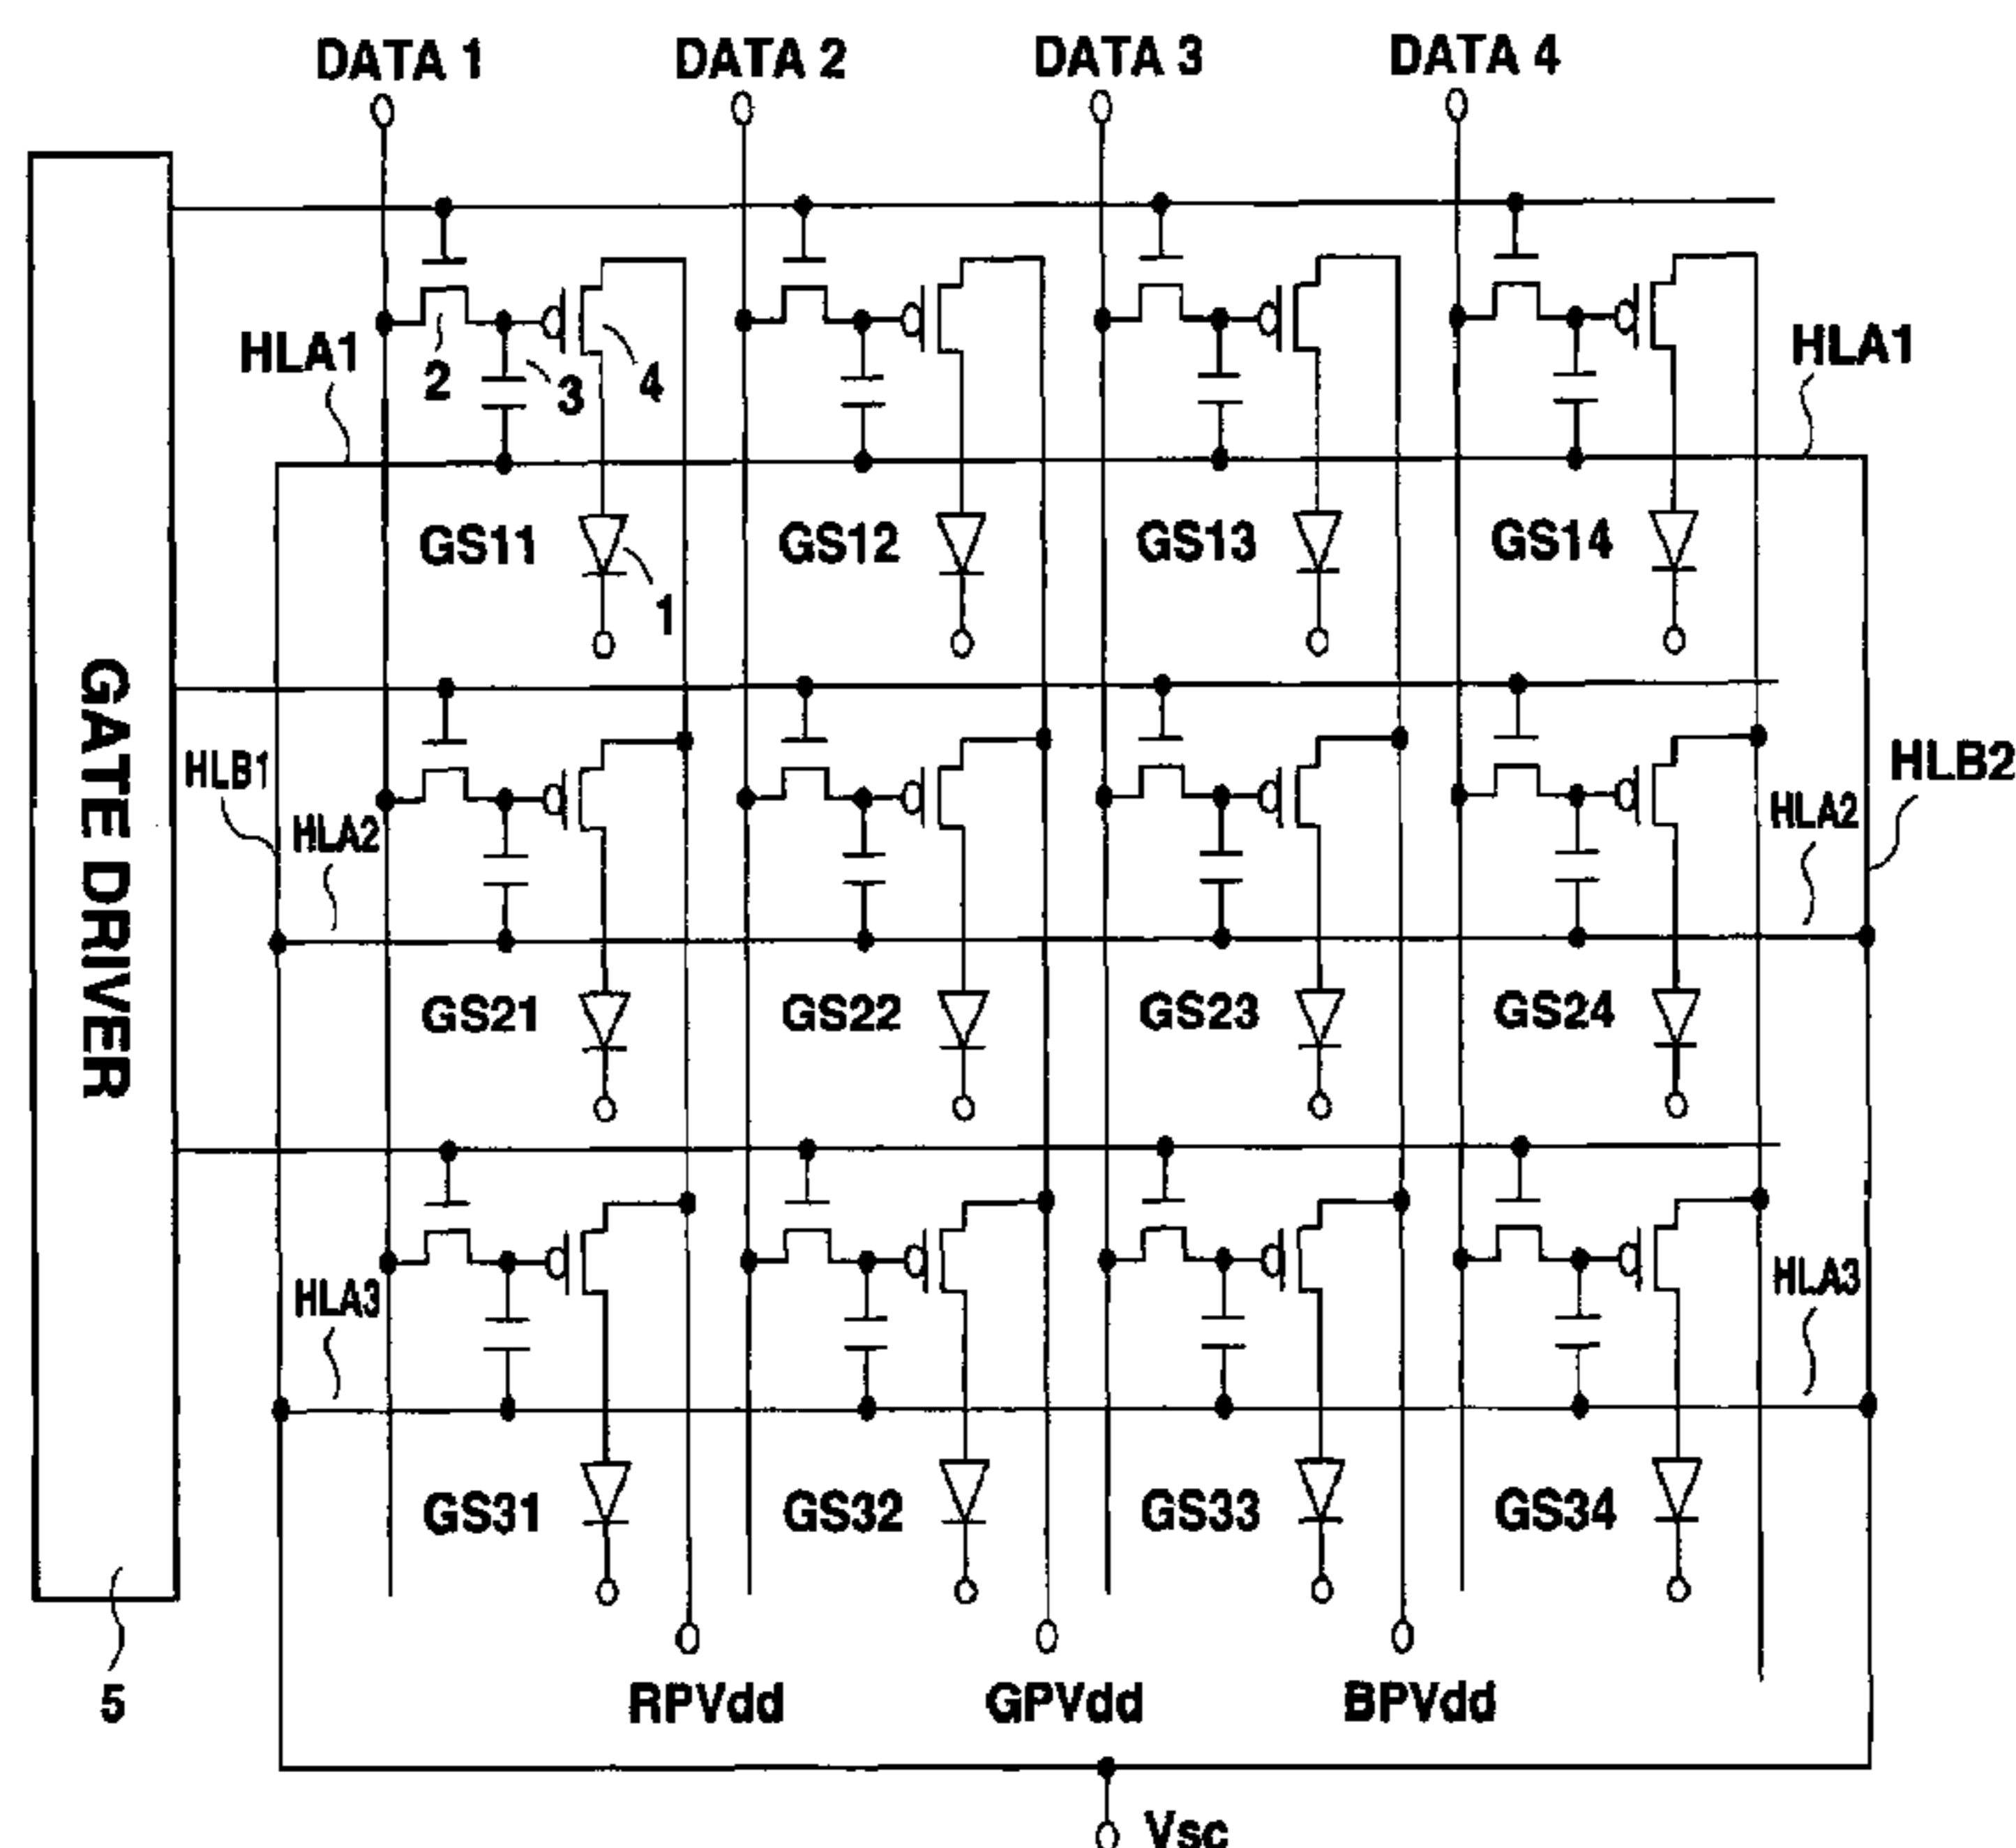 DATA 1 DATA 2 DATA 3 DATA 4
HLA1 2 3 4 HLA1
GS11 1 GS12 GS13 GS14
GATE DRIVER
HLB1 HLA2 HLA2 HLB2
GS21 GS22 GS23 GS24
HLA3 HLA3
GS31 GS32 GS33 GS34
5 RPVdd GPVdd BPVdd
Vsc